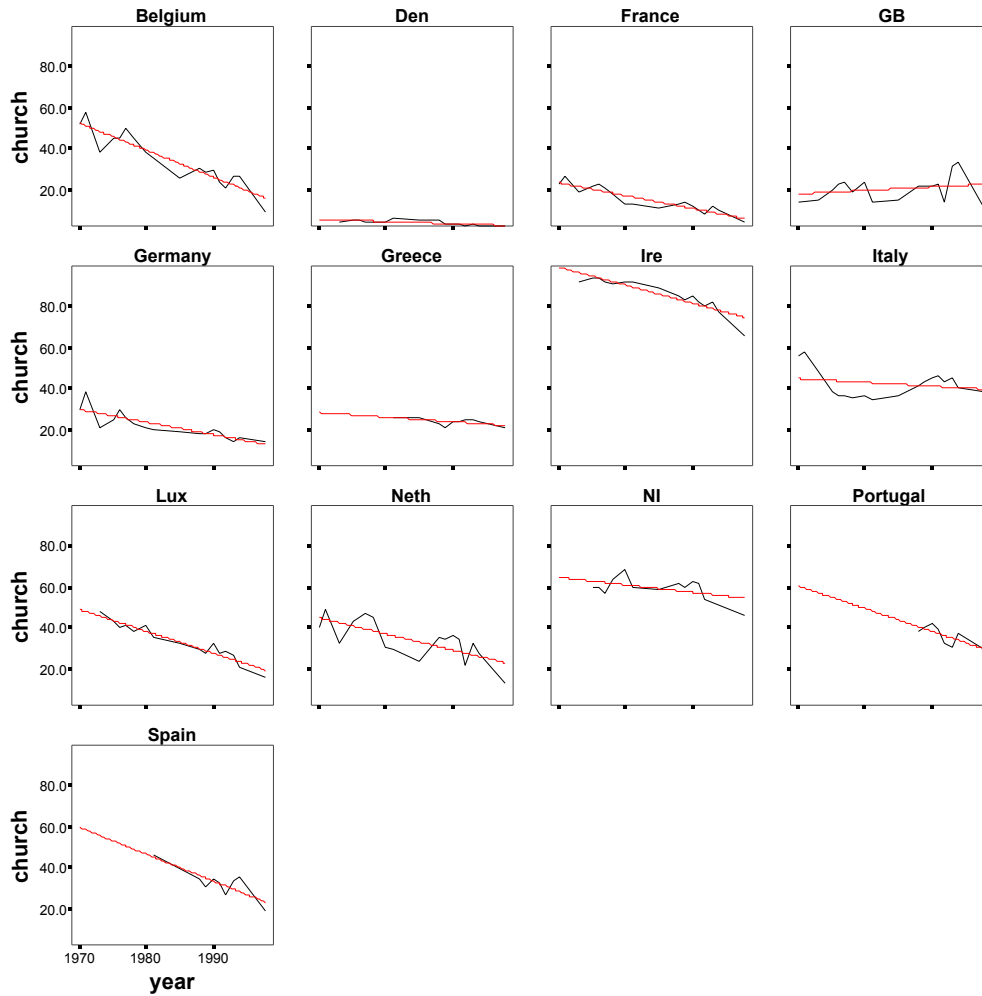 Belgium Den France GB
church
80.0
60.0
40.0
20.0
Germany Greece Ire Italy
church
80.0
60.0
40.0
20.0
Lux Neth NI Portugal
church
80.0
60.0
40.0
20.0
Spain
church
80.0
60.0
40.0
20.0
1970 1980 1990
year